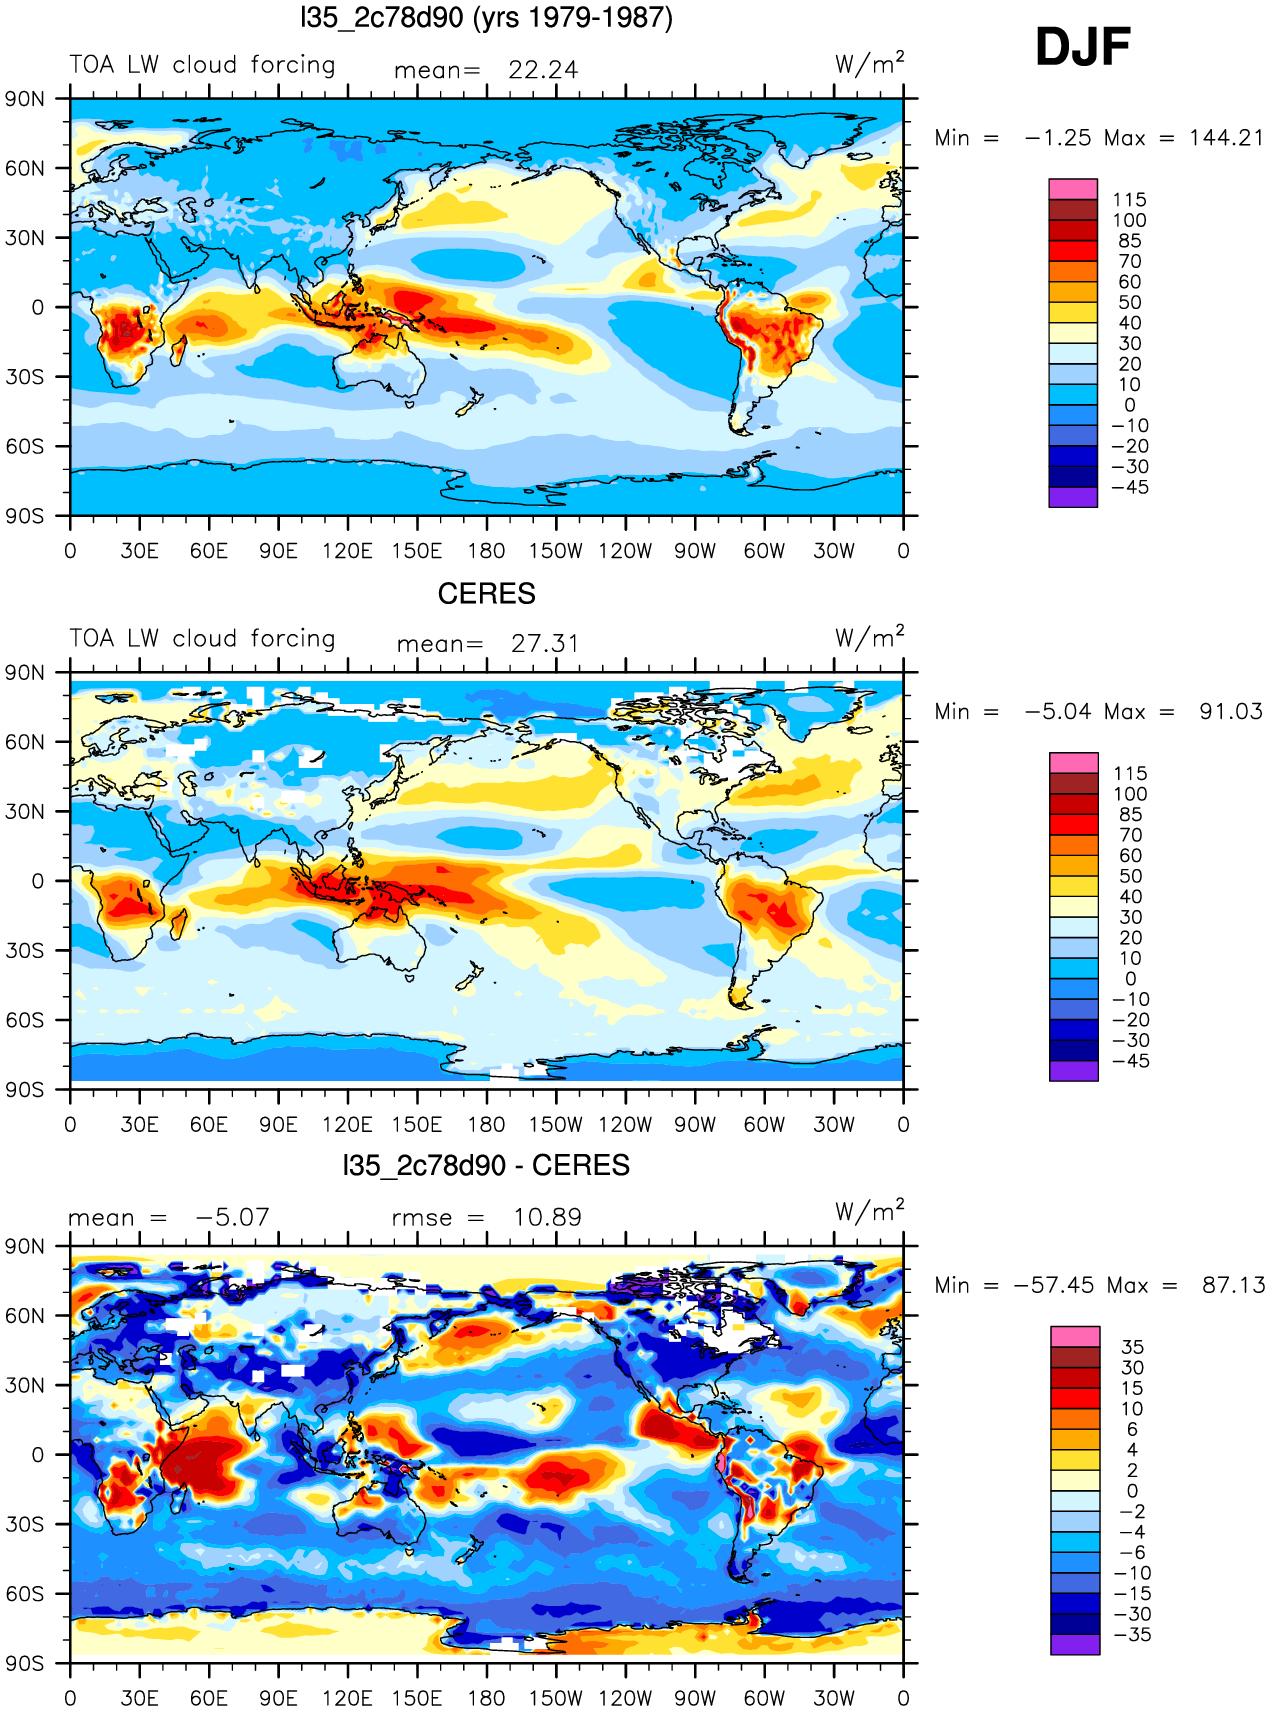 l35_2c78d90 (yrs 1979-1987)
DJF
TOA LW cloud forcing mean= 22.24 W/m²
Min = −1.25 Max = 144.21
90N
60N
30N
0
30S
60S
90S
0 30E 60E 90E 120E 150E 180 150W 120W 90W 60W 30W 0
115
100
85
70
60
50
40
30
20
10
0
−10
−20
−30
−45
CERES
TOA LW cloud forcing mean= 27.31 W/m²
Min = −5.04 Max = 91.03
90N
60N
30N
0
30S
60S
90S
0 30E 60E 90E 120E 150E 180 150W 120W 90W 60W 30W 0
115
100
85
70
60
50
40
30
20
10
0
−10
−20
−30
−45
l35_2c78d90 - CERES
mean = −5.07 rmse = 10.89 W/m²
Min = −57.45 Max = 87.13
90N
60N
30N
0
30S
60S
90S
0 30E 60E 90E 120E 150E 180 150W 120W 90W 60W 30W 0
35
30
15
10
6
4
2
0
−2
−4
−6
−10
−15
−30
−35